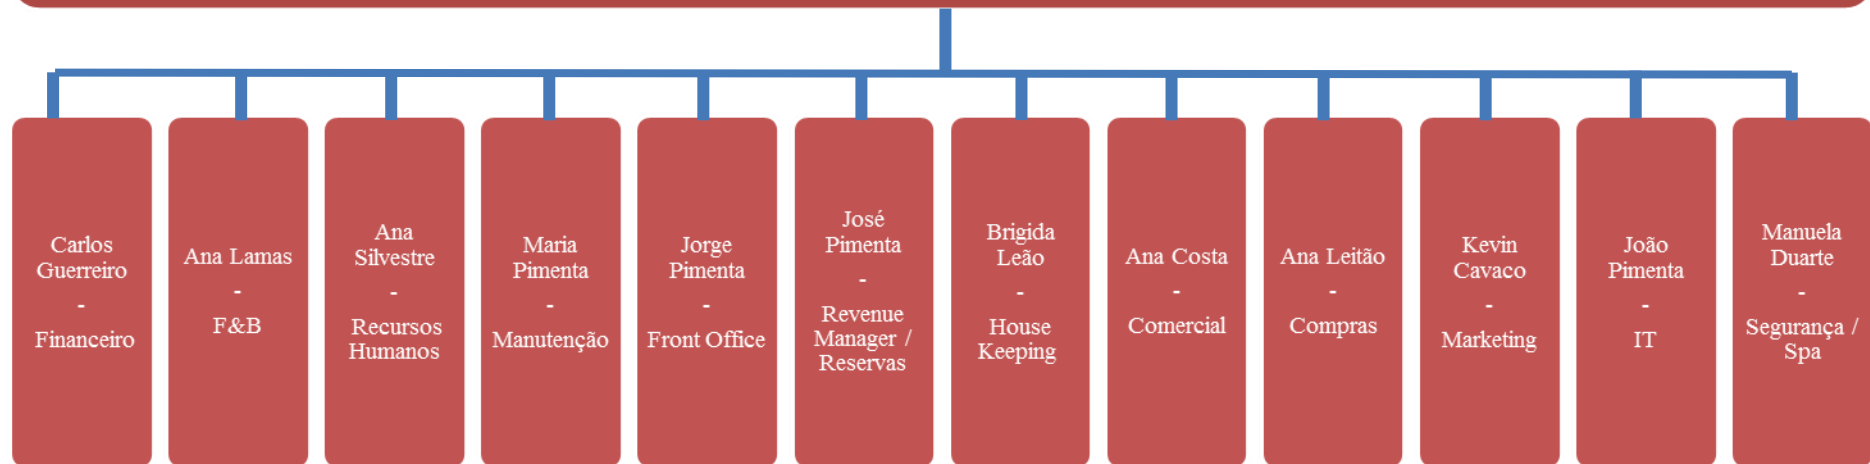 Carlos
Guerreiro
-
Financeiro
Ana Lamas
-
F&B
Ana
Silvestre
-
Recursos
Humanos
Maria
Pimenta
-
Manutenção
Jorge
Pimenta
-
Front Office
José
Pimenta
-
Revenue
Manager /
Reservas
Brigida
Leão
-
House
Keeping
Ana Costa
-
Comercial
Ana Leitão
-
Compras
Kevin
Cavaco
-
Marketing
João
Pimenta
-
IT
Manuela
Duarte
-
Segurança /
Spa